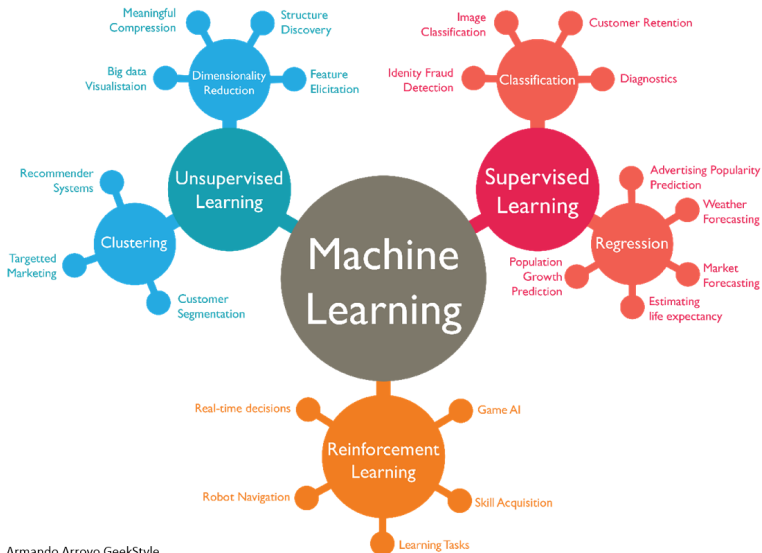 Meaningful
Compression
Structure
Discovery
Big data
Visualistaion
Dimensionality
Reduction
Feature
Elicitation
Unsupervised
Learning
Recommender
Systems
Clustering
Targetted
Marketing
Customer
Segmentation
Machine
Learning
Image
Classification
Customer Retention
Idenity Fraud
Detection
Classification
Diagnostics
Supervised
Learning
Advertising Popularity
Prediction
Weather
Forecasting
Regression
Population
Growth
Prediction
Market
Forecasting
Estimating
life expectancy
Real-time decisions
Game AI
Reinforcement
Learning
Robot Navigation
Skill Acquisition
Learning Tasks
Armando Arroyo GeekStyle